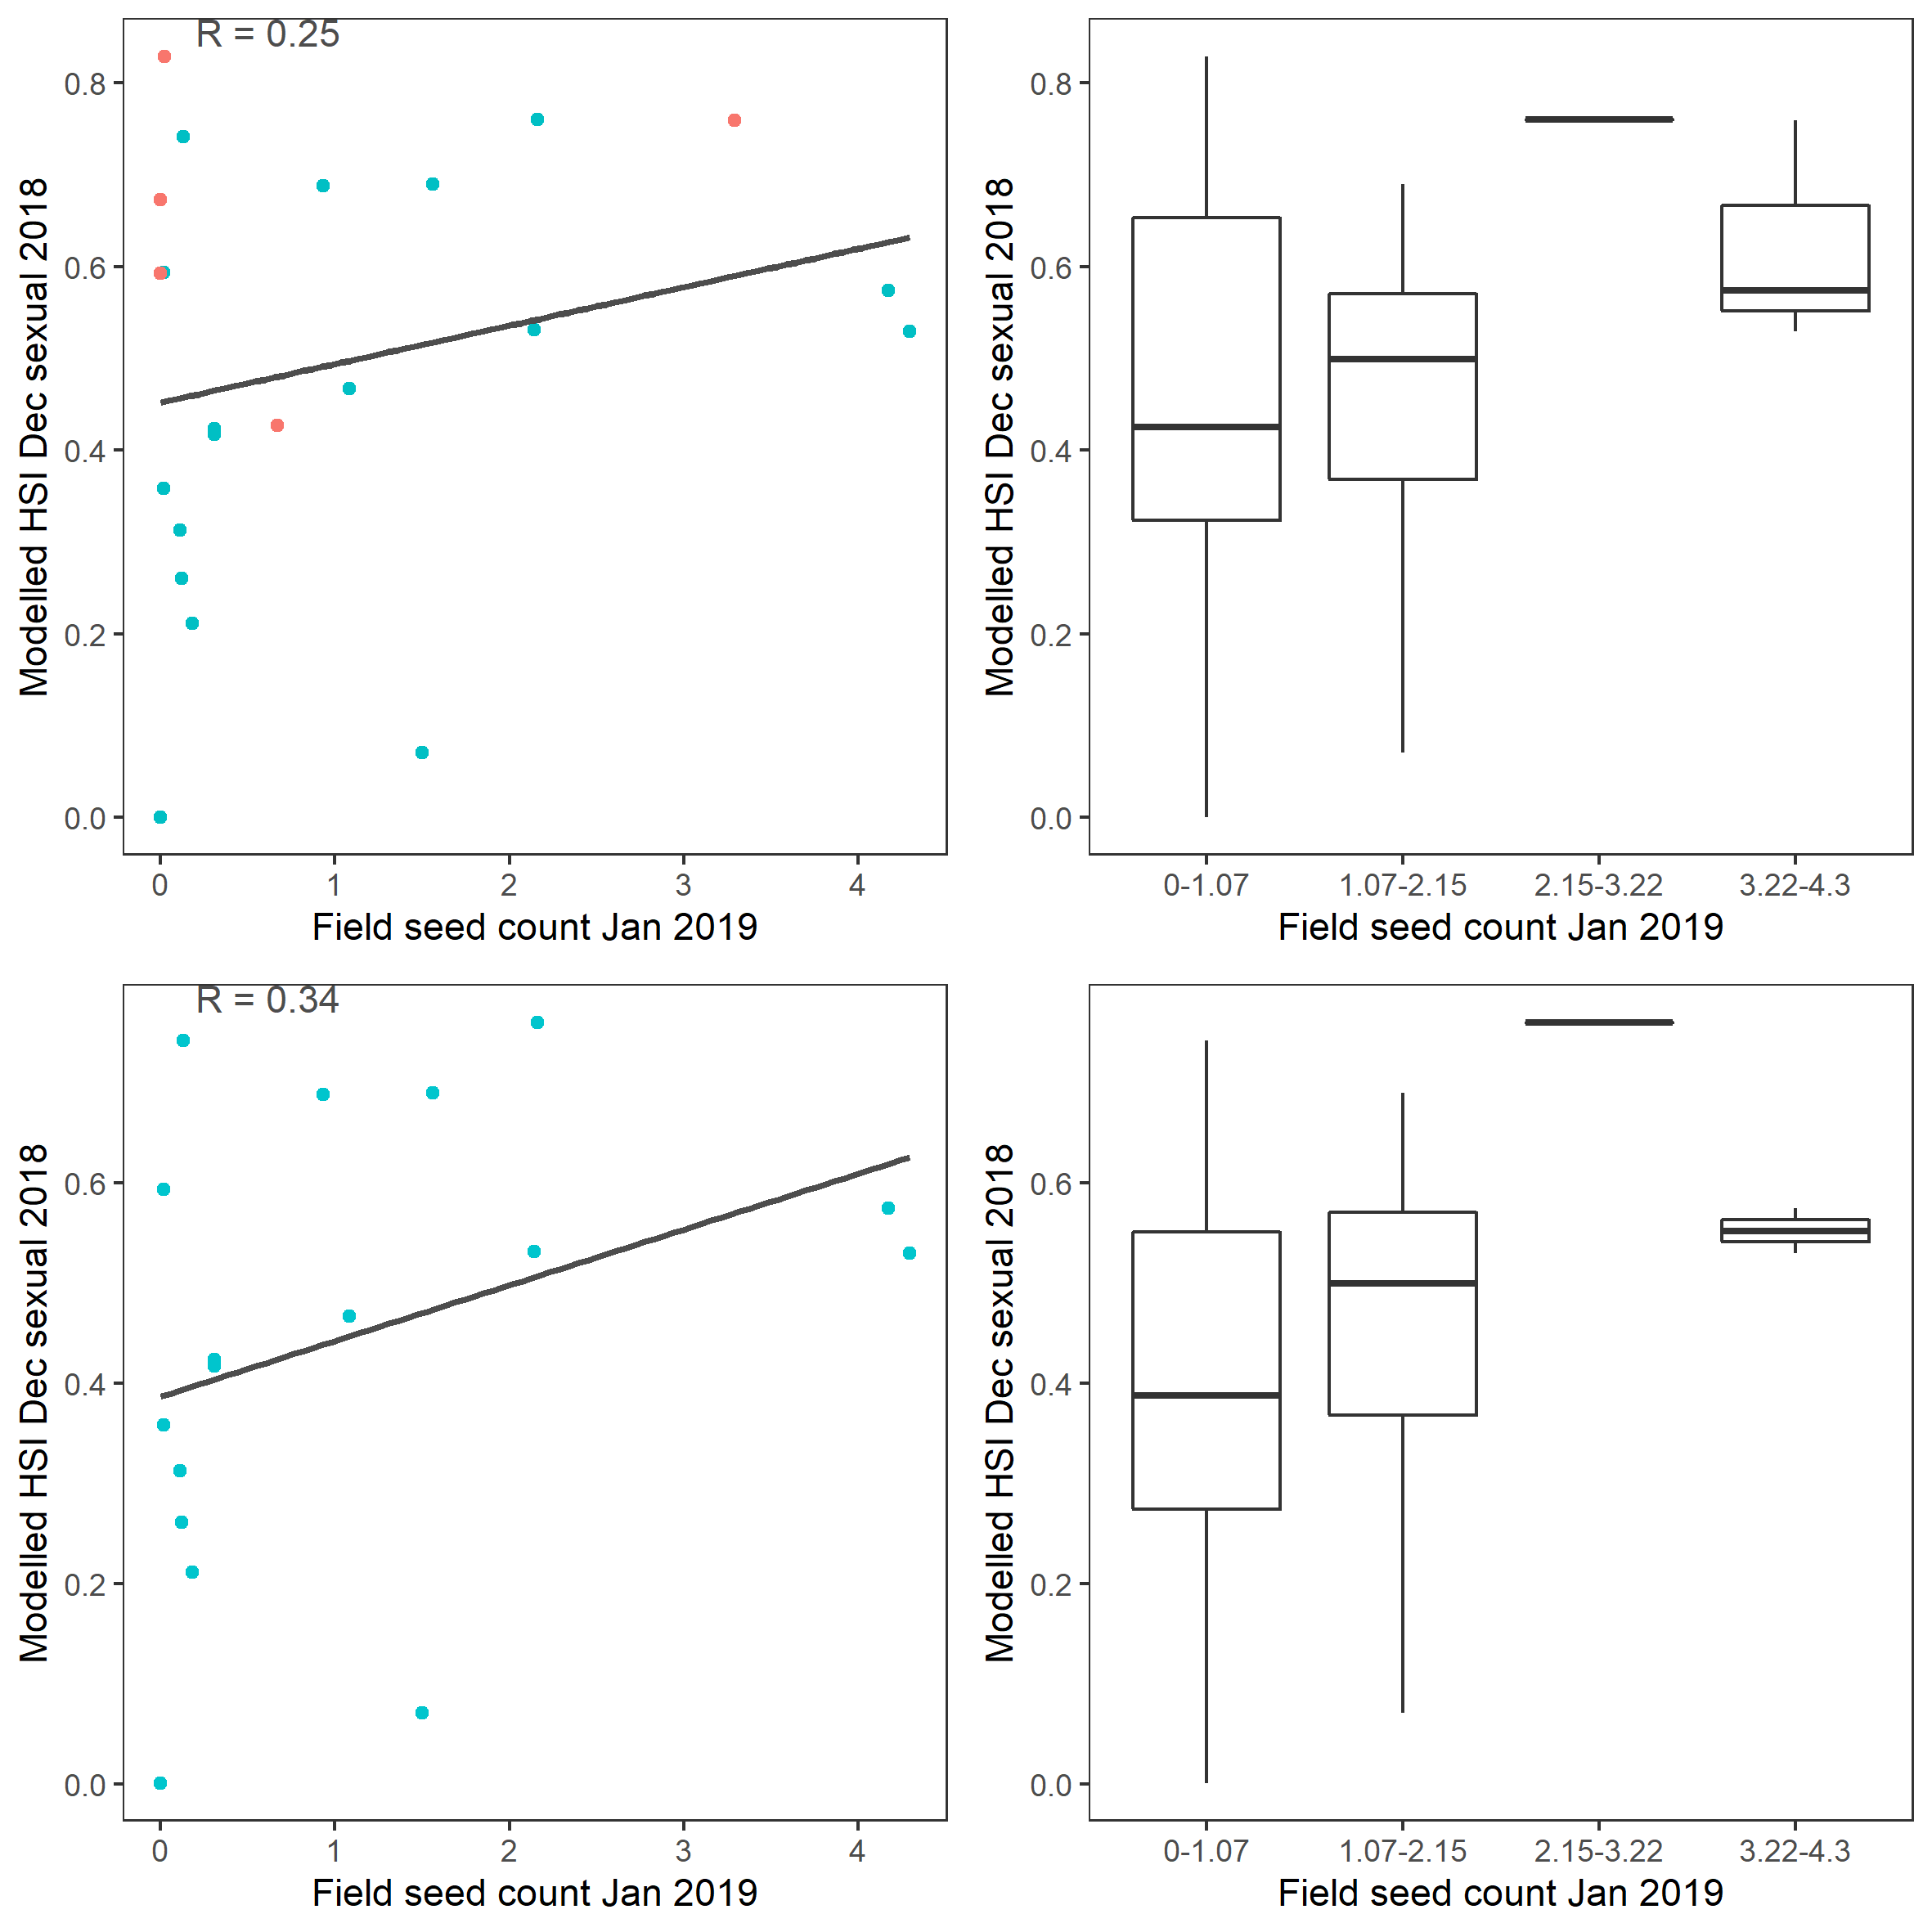 R = 0.25
Modelled HSI Dec sexual 2018
0.8
0.6
0.4
0.2
0.0
0 1 2 3 4
Field seed count Jan 2019
Modelled HSI Dec sexual 2018
0.8
0.6
0.4
0.2
0.0
0-1.07 1.07-2.15 2.15-3.22 3.22-4.3
Field seed count Jan 2019
R = 0.34
Modelled HSI Dec sexual 2018
0.6
0.4
0.2
0.0
0 1 2 3 4
Field seed count Jan 2019
Modelled HSI Dec sexual 2018
0.6
0.4
0.2
0.0
0-1.07 1.07-2.15 2.15-3.22 3.22-4.3
Field seed count Jan 2019